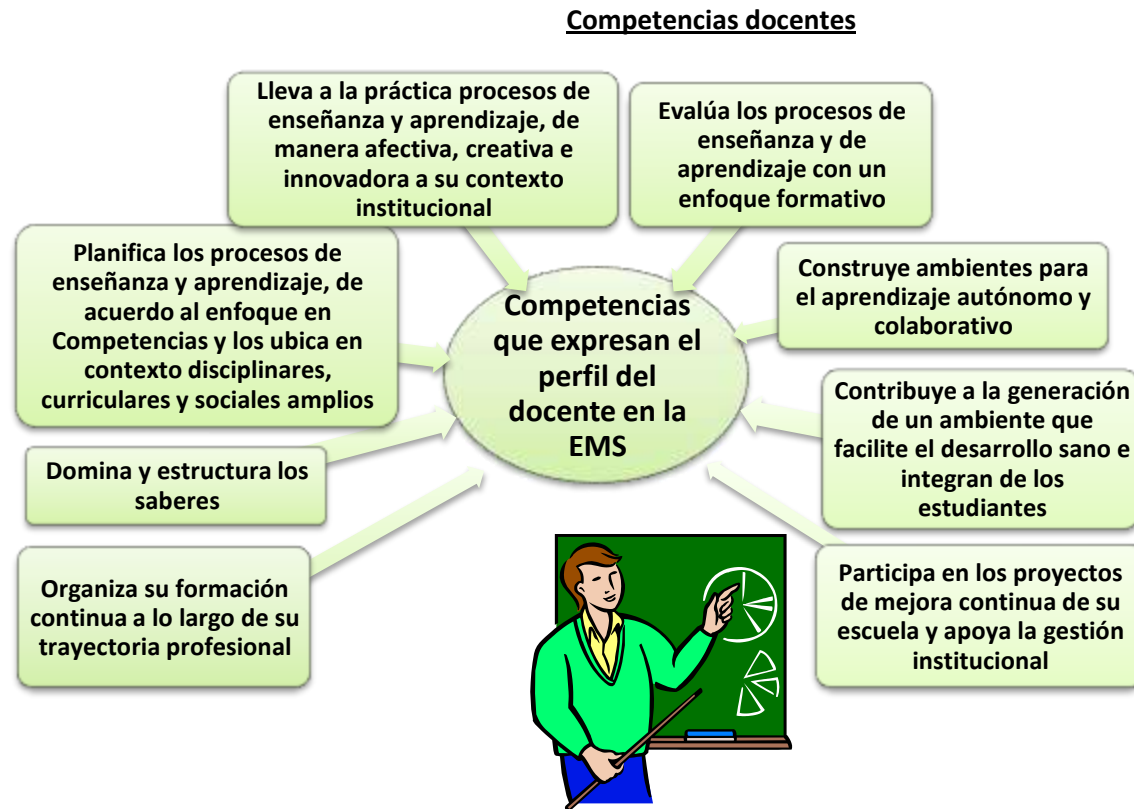 Competencias docentes
Lleva a la práctica procesos de
enseñanza y aprendizaje, de
manera afectiva, creativa e
innovadora a su contexto
institucional
Evalúa los procesos de
enseñanza y de
aprendizaje con un
enfoque formativo
Planifica los procesos de
enseñanza y aprendizaje, de
acuerdo al enfoque en
Competencias y los ubica en
contexto disciplinares,
curriculares y sociales amplios
Construye ambientes para
el aprendizaje autónomo y
colaborativo
Competencias
que expresan el
perfil del
docente en la
EMS
Contribuye a la generación
de un ambiente que
facilite el desarrollo sano e
integran de los
estudiantes
Domina y estructura los
saberes
Organiza su formación
continua a lo largo de su
trayectoria profesional
Participa en los proyectos
de mejora continua de su
escuela y apoya la gestión
institucional